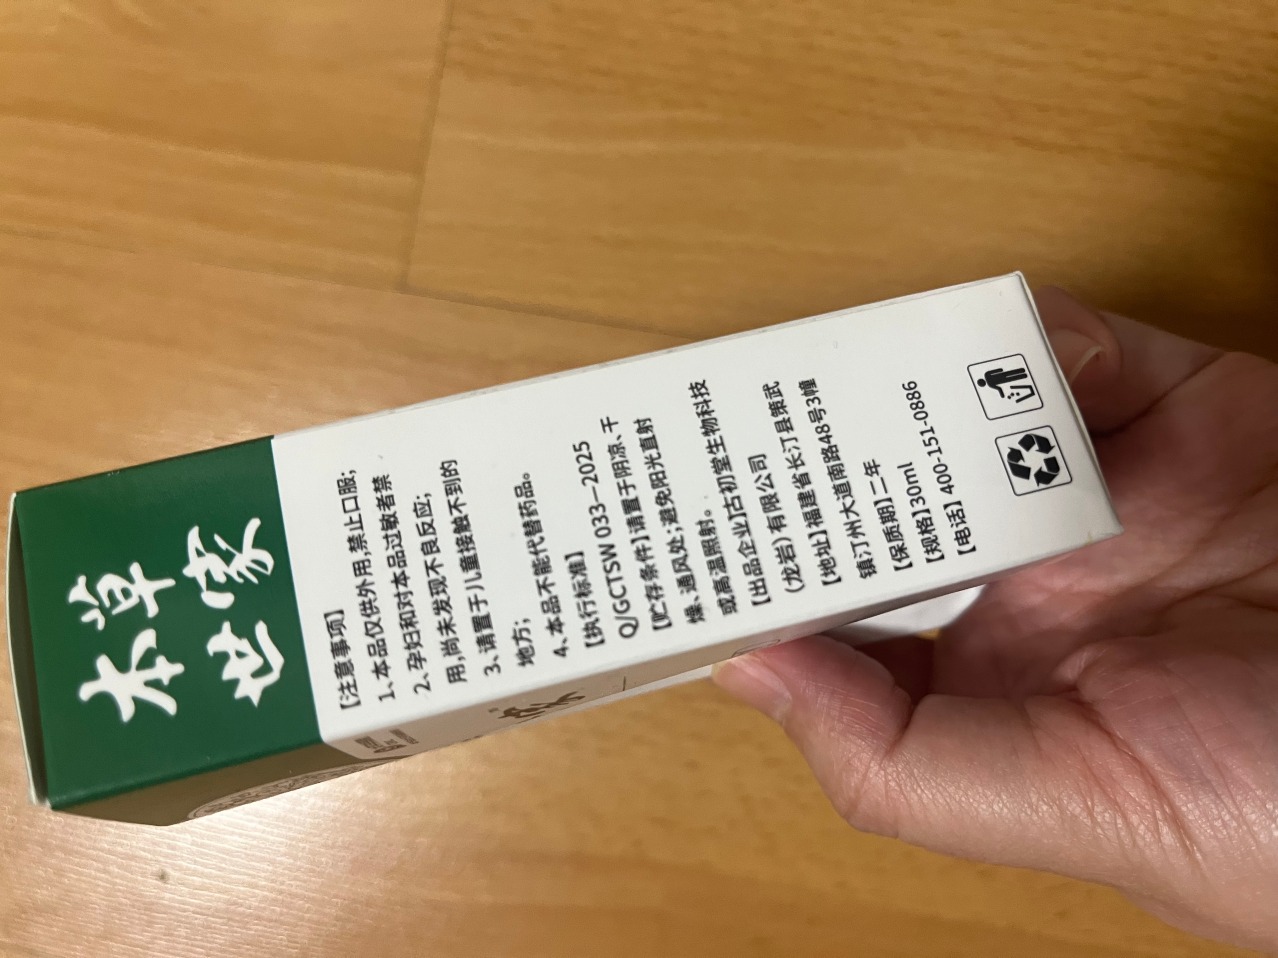 本草
世家
【注意事项】
1、本品仅供外用,禁止口服;
2、孕妇和对本品过敏者禁
用,尚未发现不良反应;
3、请置于儿童接触不到的
地方;
4、本品不能代替药品。
【执行标准】
Q/GCTSW 033—2025
【贮存条件】请置于阴凉、干
燥、通风处;避免阳光直射
或高温照射。
【出品企业】古初堂生物科技
(龙岩)有限公司
【地址】福建省长汀县策武
镇汀州大道南路48号3幢
【保质期】二年
【规格】30ml
【电话】400-151-0886